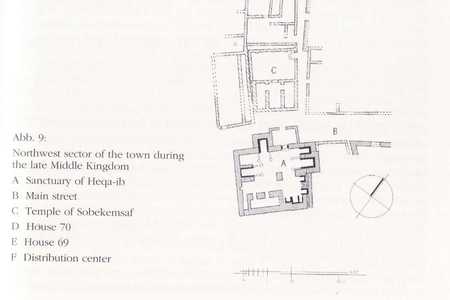 C
B
A
Abb. 9:
Northwest sector of the town during
the late Middle Kingdom
A Sanctuary of Heqa-ib
B Main street
C Temple of Sobekemsaf
D House 70
E House 69
F Distribution center